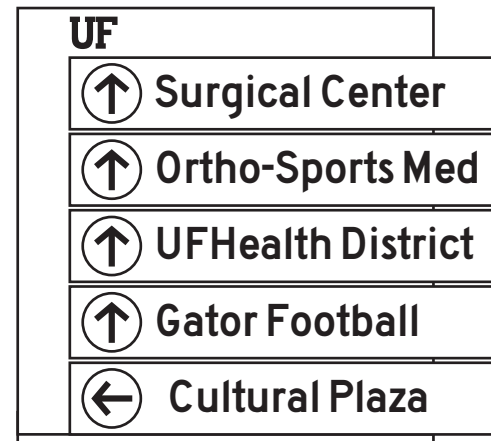 UF
Surgical Center
Ortho-Sports Med
UFHealth District
Gator Football
Cultural Plaza